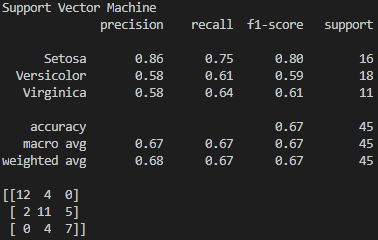 Support Vector Machine
precision recall f1-score support
Setosa 0.86 0.75 0.80 16
Versicolor 0.58 0.61 0.59 18
Virginica 0.58 0.64 0.61 11
accuracy 0.67 45
macro avg 0.67 0.67 0.67 45
weighted avg 0.68 0.67 0.67 45
[[12 4 0]
[ 2 11 5]
[ 0 4 7]]